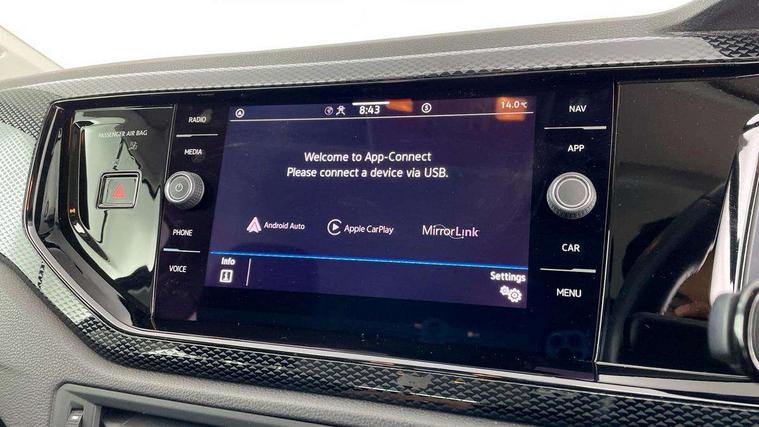 PASSENGER AIR BAG
RADIO
MEDIA
PHONE
VOICE
8:43
14.0°C
Welcome to App-Connect
Please connect a device via USB.
Android Auto
Apple CarPlay
MirrorLink
Info
Settings
NAV
APP
CAR
MENU